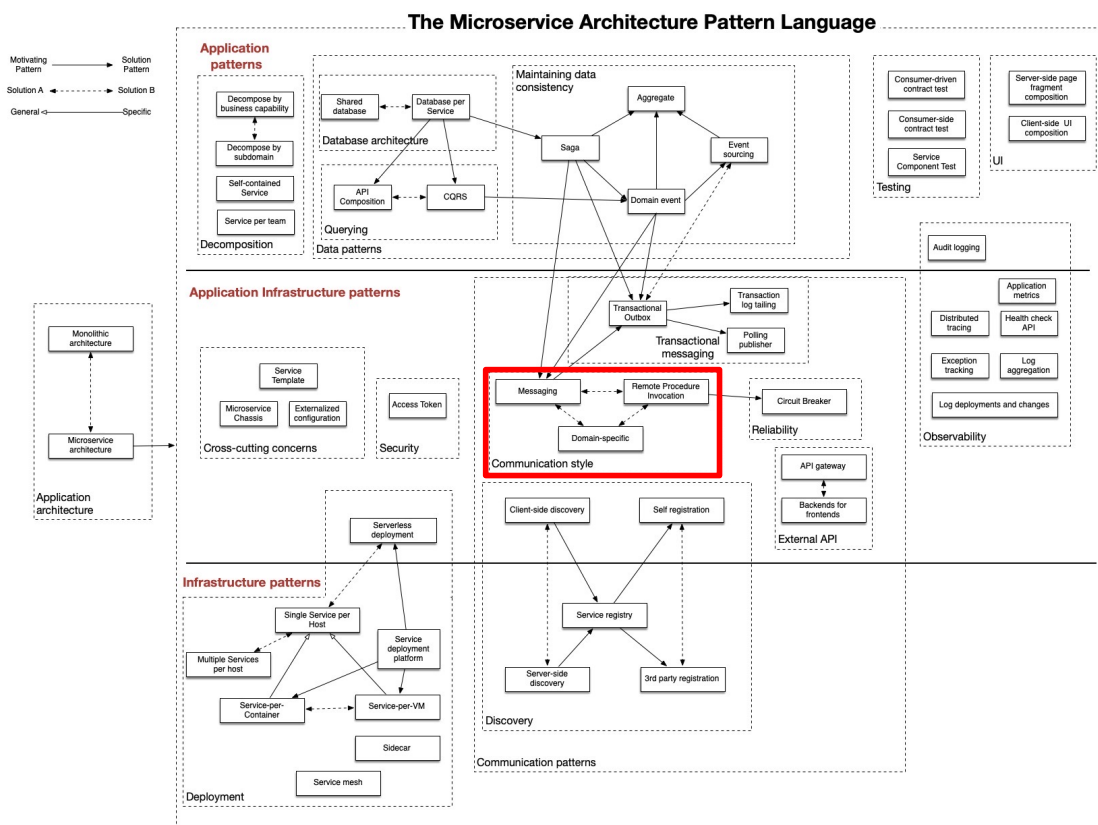 The Microservice Architecture Pattern Language
Motivating
Pattern
Solution
Pattern
Solution A
Solution B
General
Specific
Application
patterns
Decompose by
business capability
Decompose by
subdomain
Self-contained
Service
Service per team
Decomposition
Shared
database
Database per
Service
Database architecture
API
Composition
CQRS
Querying
Data patterns
Maintaining data
consistency
Aggregate
Saga
Event
sourcing
Domain event
Consumer-driven
contract test
Consumer-side
contract test
Service
Component Test
Testing
Server-side page
fragment
composition
Client-side UI
composition
UI
Application Infrastructure patterns
Monolithic
architecture
Microservice
architecture
Application
architecture
Service
Template
Microservice
Chassis
Externalized
configuration
Cross-cutting concerns
Access Token
Security
Transactional
Outbox
Transaction
log tailing
Polling
publisher
Transactional
messaging
Messaging
Remote Procedure
Invocation
Domain-specific
Communication style
Circuit Breaker
Reliability
API gateway
Backends for
frontends
External API
Audit logging
Application
metrics
Distributed
tracing
Health check
API
Exception
tracking
Log
aggregation
Log deployments and changes
Observability
Client-side discovery
Self registration
Service registry
Server-side
discovery
3rd party registration
Discovery
Communication patterns
Infrastructure patterns
Serverless
deployment
Single Service per
Host
Multiple Services
per host
Service
deployment
platform
Service-per-
Container
Service-per-VM
Sidecar
Service mesh
Deployment